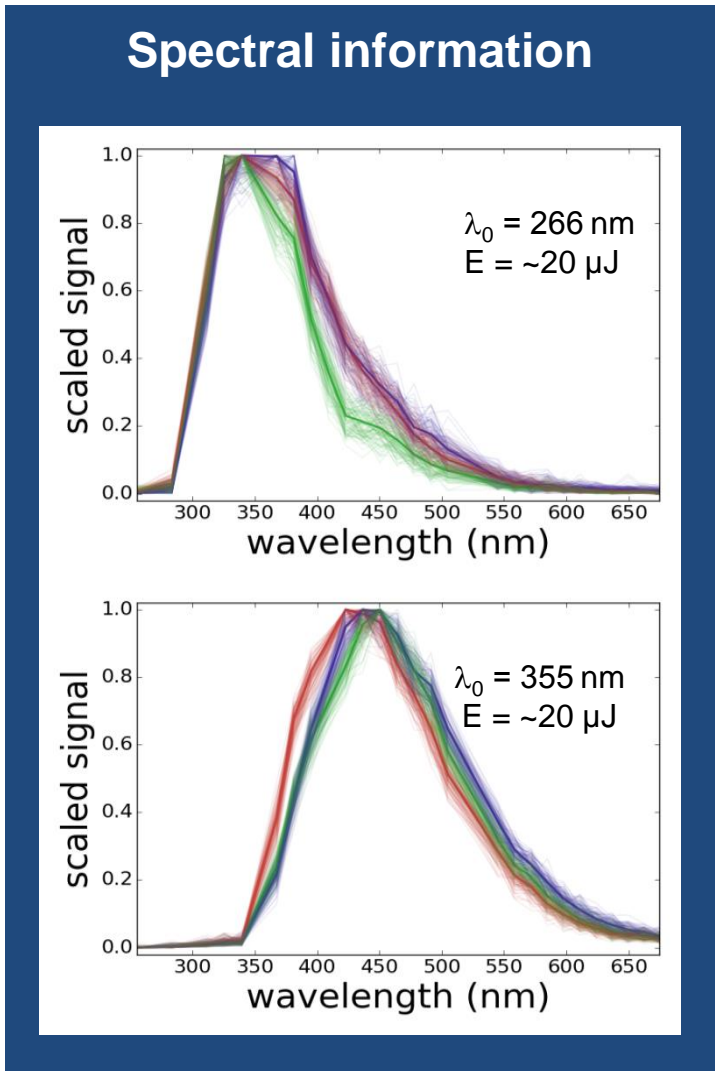 Spectral information
1.0
0.8
0.6
0.4
0.2
0.0
scaled signal
λ0 = 266 nm
E = ~20 µJ
300 350 400 450 500 550 600 650
wavelength (nm)
1.0
0.8
0.6
0.4
0.2
0.0
scaled signal
λ0 = 355 nm
E = ~20 µJ
300 350 400 450 500 550 600 650
wavelength (nm)